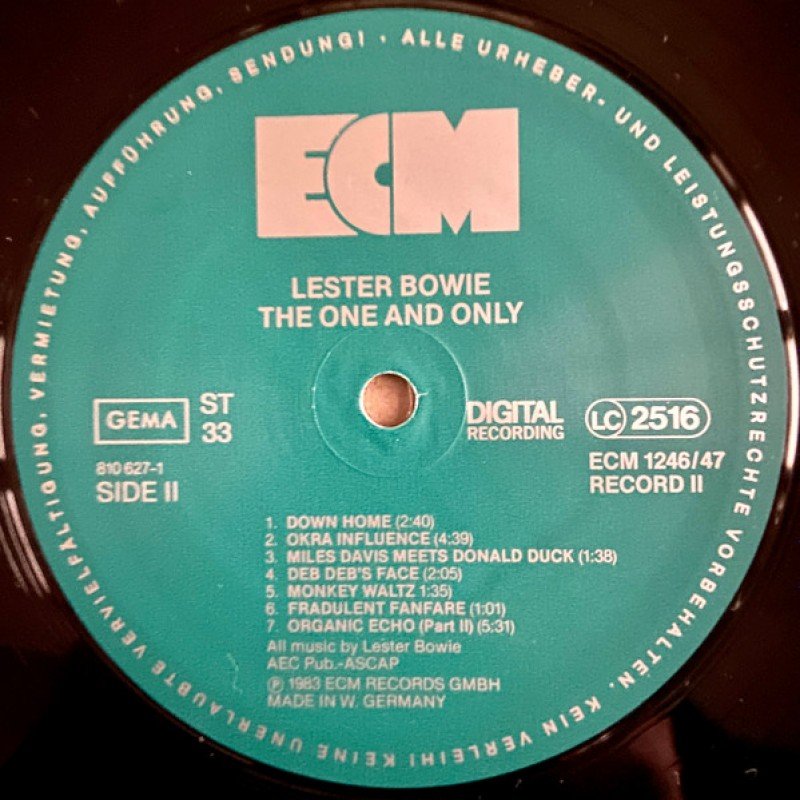 ECM
LESTER BOWIE
THE ONE AND ONLY
GEMA
ST
33
810 627-1
SIDE II
DIGITAL
RECORDING
LC 2516
ECM 1246/47
RECORD II
1. DOWN HOME (2:40)
2. OKRA INFLUENCE (4:39)
3. MILES DAVIS MEETS DONALD DUCK (1:38)
4. DEB DEB'S FACE (2:05)
5. MONKEY WALTZ 1:35)
6. FRADULENT FANFARE (1:01)
7. ORGANIC ECHO (Part II) (5:31)
All music by Lester Bowie
AEC Pub.-ASCAP
Ⓟ 1983 ECM RECORDS GMBH
MADE IN W. GERMANY
ALLE URHEBER- UND LEISTUNGSSCHUTZRECHTE VORBEHALTEN. KEIN VERLEIH! KEINE UNERLAUBTE VERVIELFÄLTIGUNG, VERMIETUNG, AUFFÜHRUNG, SENDUNG! ·